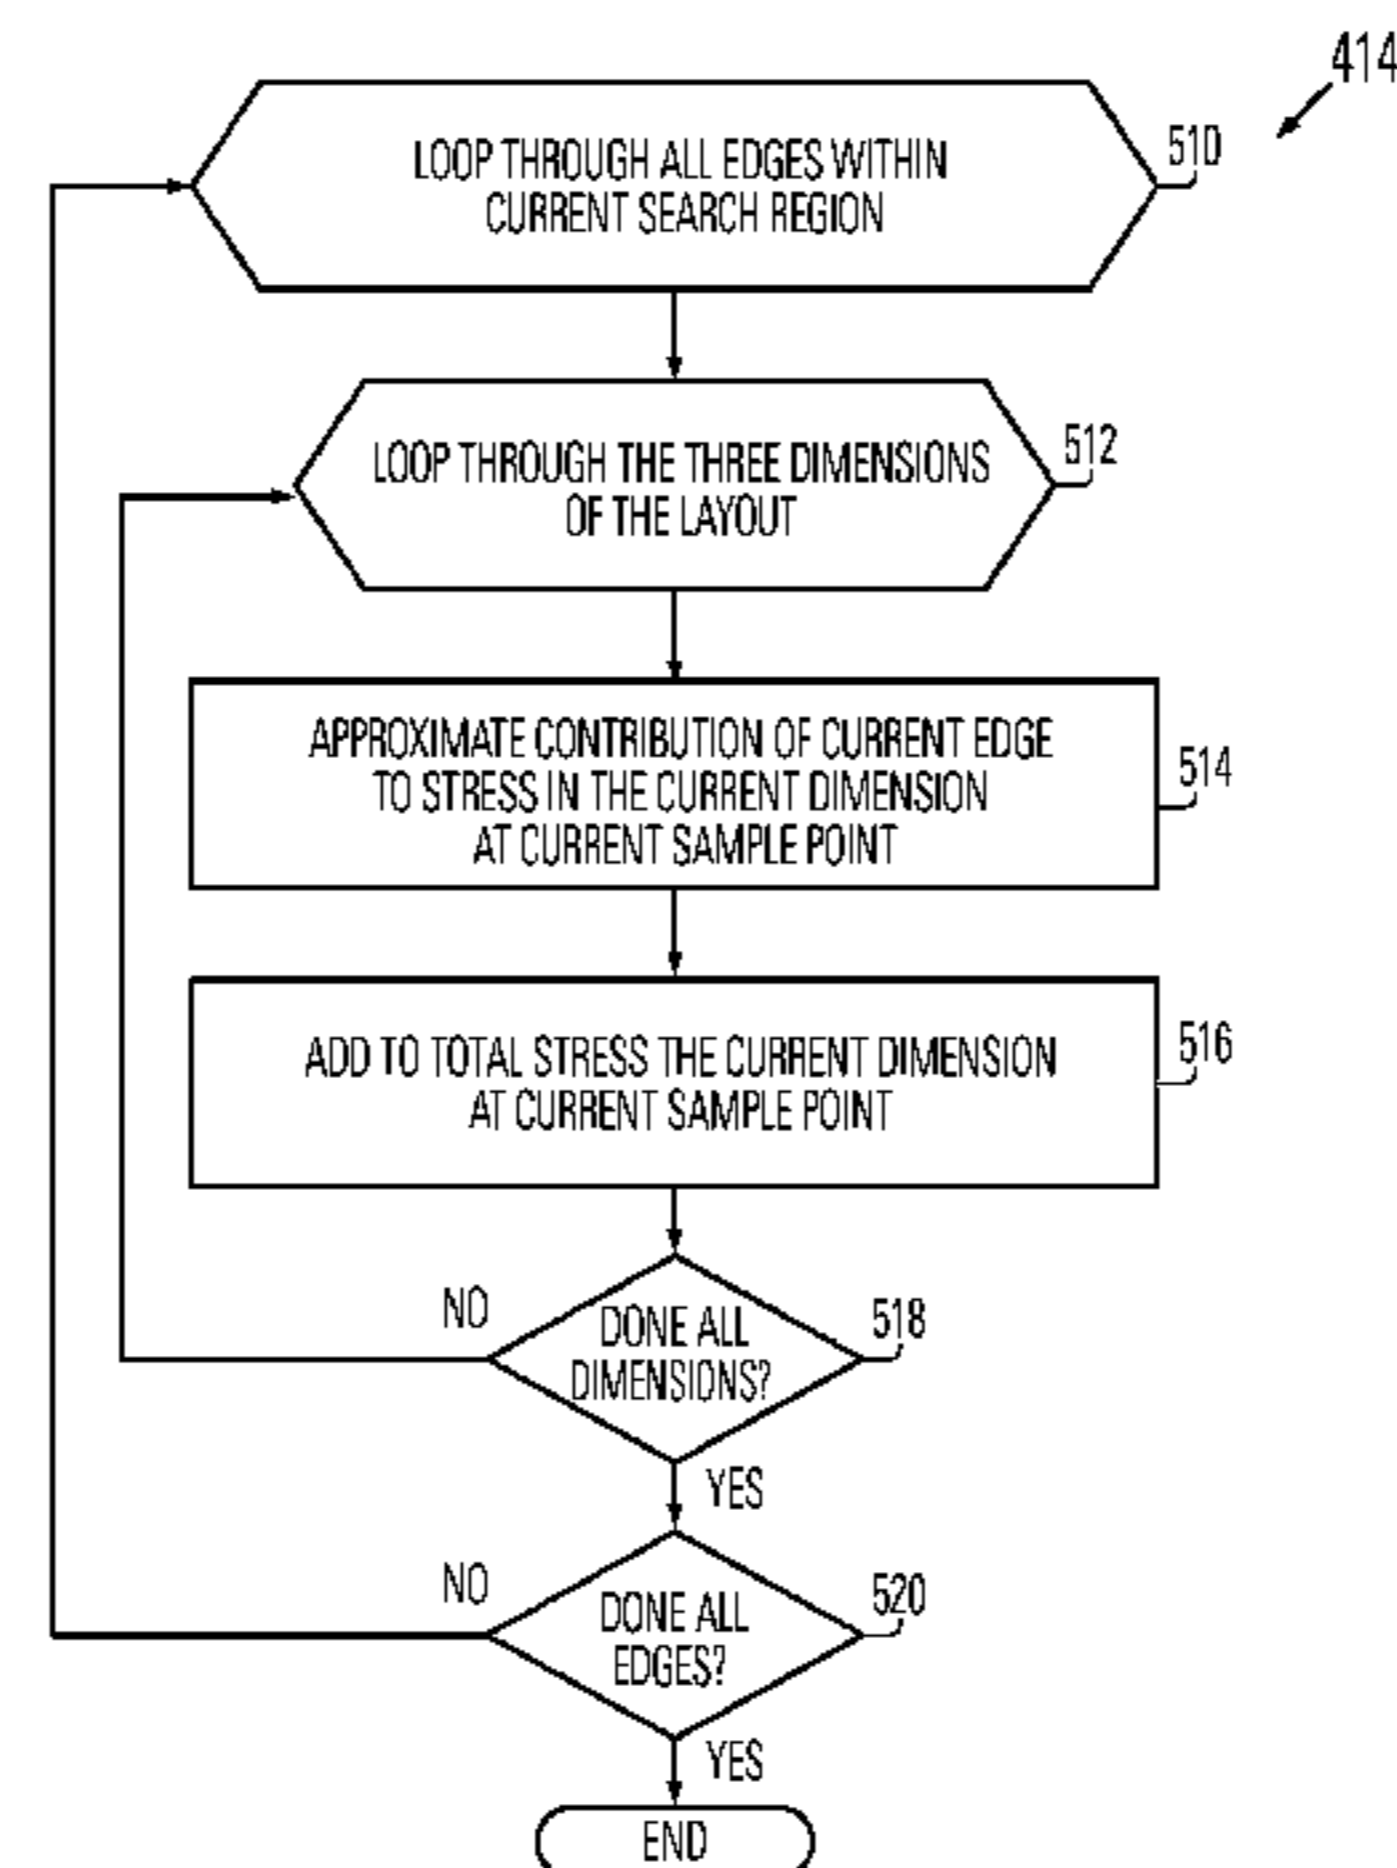 414
LOOP THROUGH ALL EDGES WITHIN
CURRENT SEARCH REGION
510
LOOP THROUGH THE THREE DIMENSIONS
OF THE LAYOUT
512
APPROXIMATE CONTRIBUTION OF CURRENT EDGE
TO STRESS IN THE CURRENT DIMENSION
AT CURRENT SAMPLE POINT
514
ADD TO TOTAL STRESS THE CURRENT DIMENSION
AT CURRENT SAMPLE POINT
516
NO
DONE ALL
DIMENSIONS?
518
YES
NO
DONE ALL
EDGES?
520
YES
END